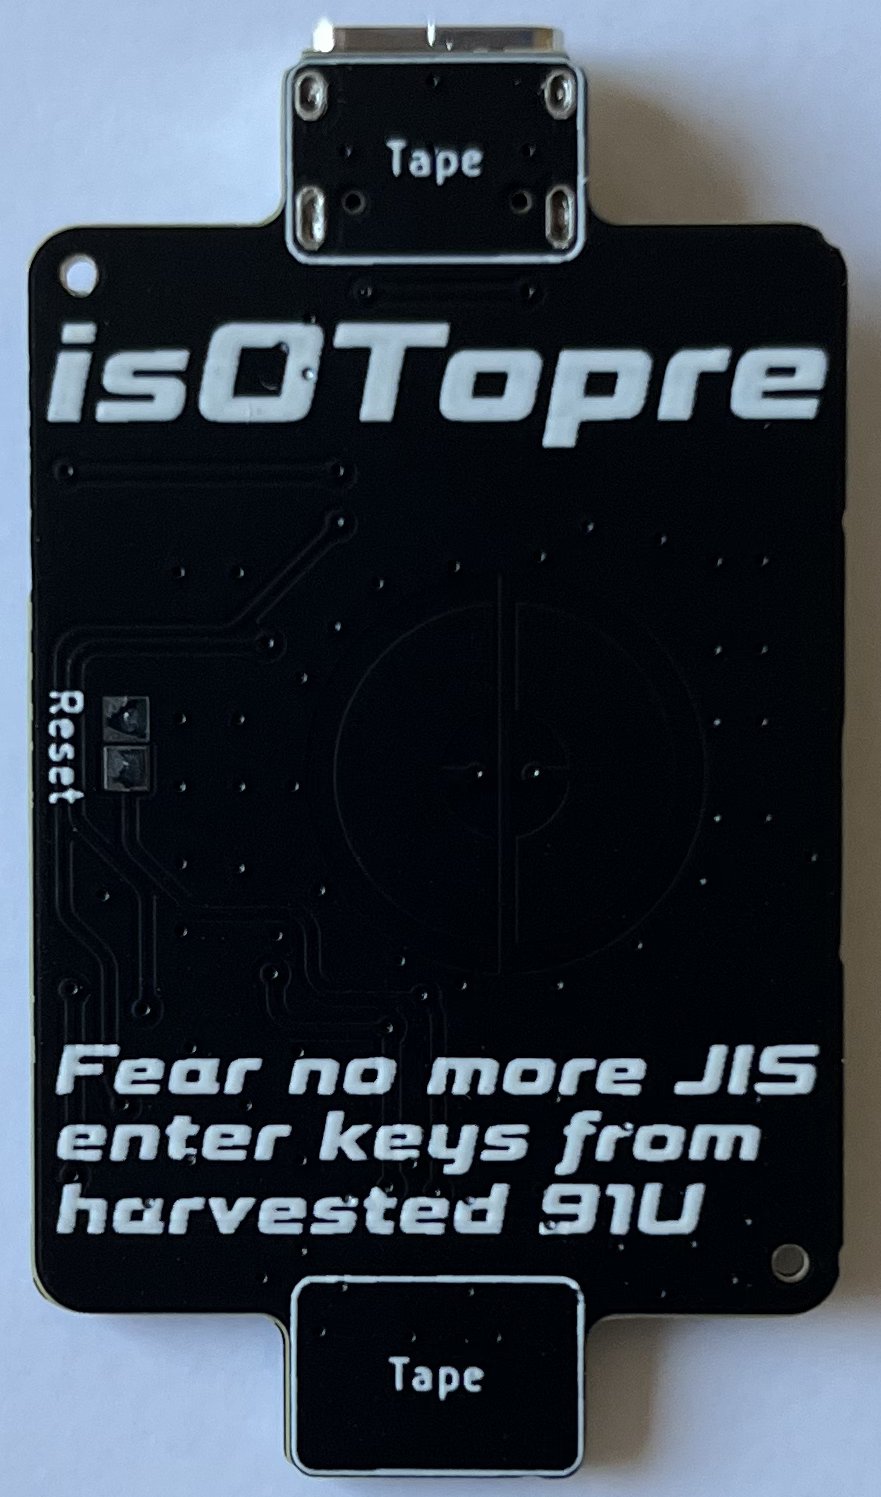 Tape
isOTopre
Reset
Fear no more JIS
enter keys from
harvested 91U
Tape